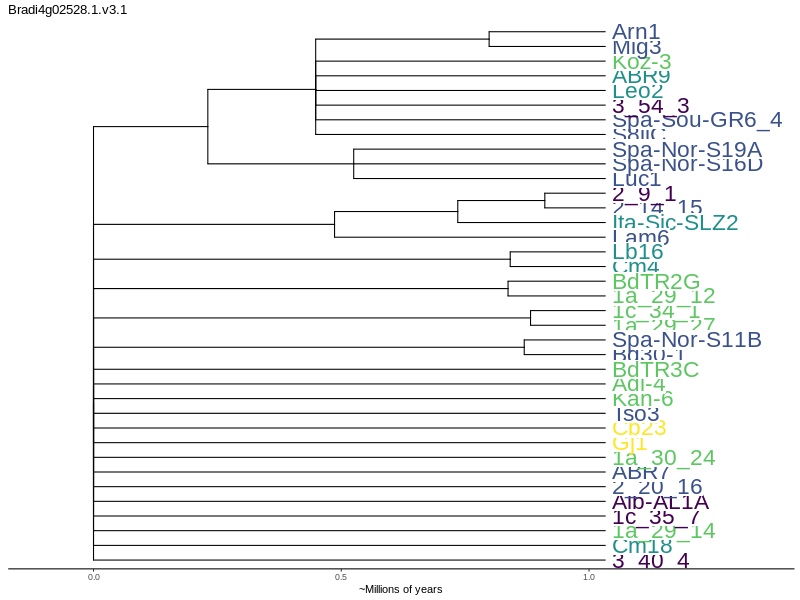 Bradi4g02528.1.v3.1
Arn1
Mig3
Koz-3
ABR9
Leo2
3_54_3
Spa-Sou-GR6_4
S8iiC
Spa-Nor-S19A
Spa-Nor-S16D
Luc1
2_9_1
2_14_15
Ita-Sic-SLZ2
Lam6
Lb16
Cm4
BdTR2G
1a_29_12
1c_34_1
1a_29_27
Spa-Nor-S11B
Bd30-1
BdTR3C
Adi-4
Kan-6
Tso3
Cb23
Gj1
1a_30_24
ABR7
2_20_16
Alb-AL1A
1c_35_7
1a_29_14
Cm18
3_40_4
0.0 0.5 1.0
~Millions of years